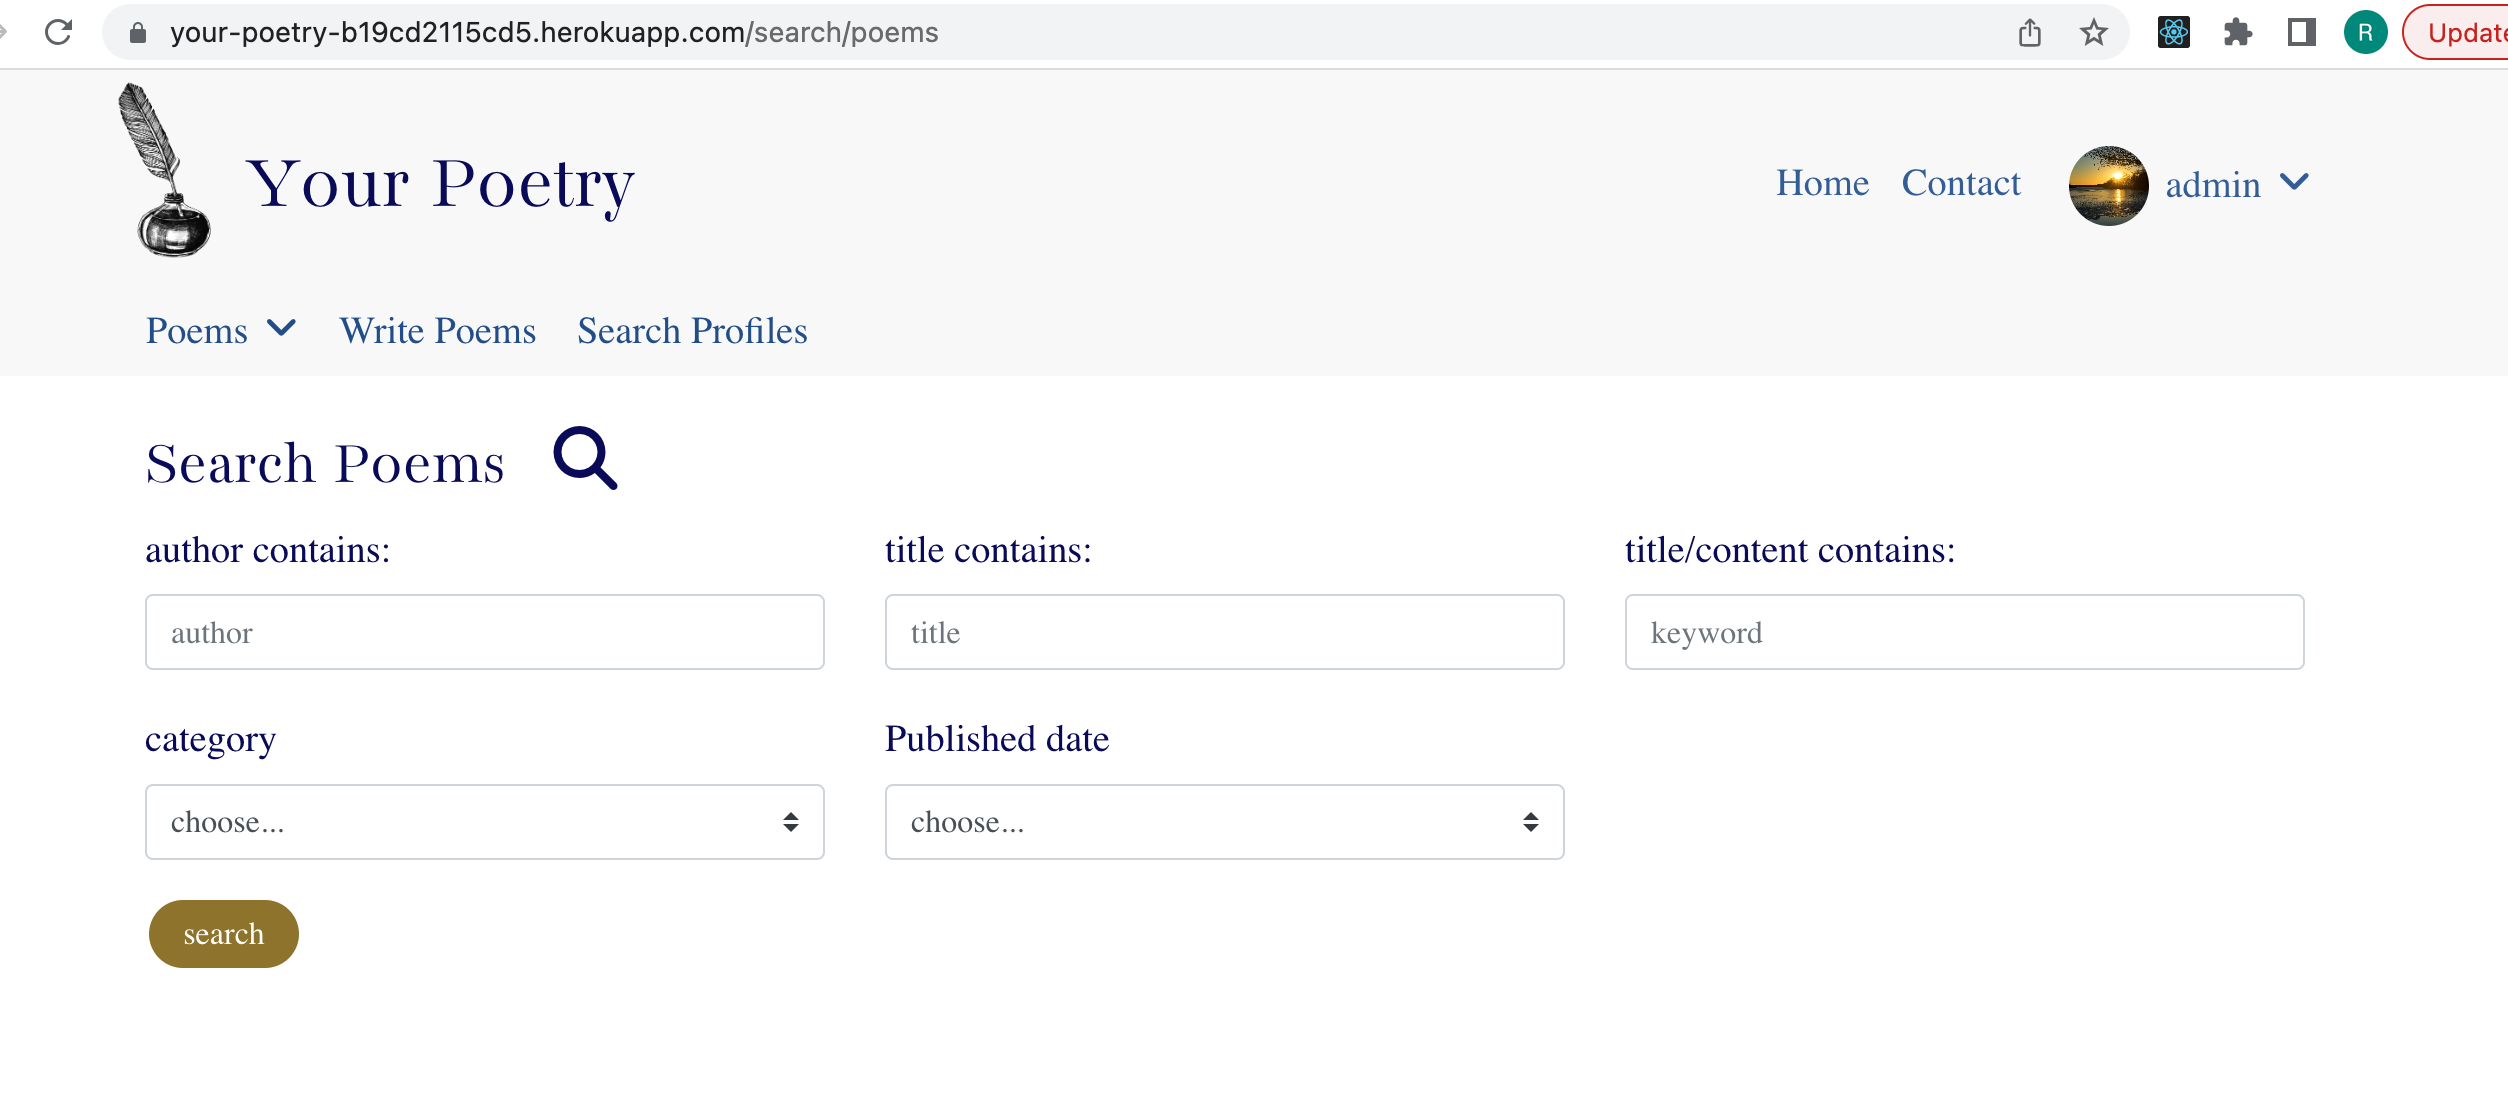 your-poetry-b19cd2115cd5.herokuapp.com/search/poems
R
Update
Your Poetry
Home Contact admin
Poems Write Poems Search Profiles
Search Poems
author contains: title contains: title/content contains:
author title keyword
category Published date
choose... choose...
search